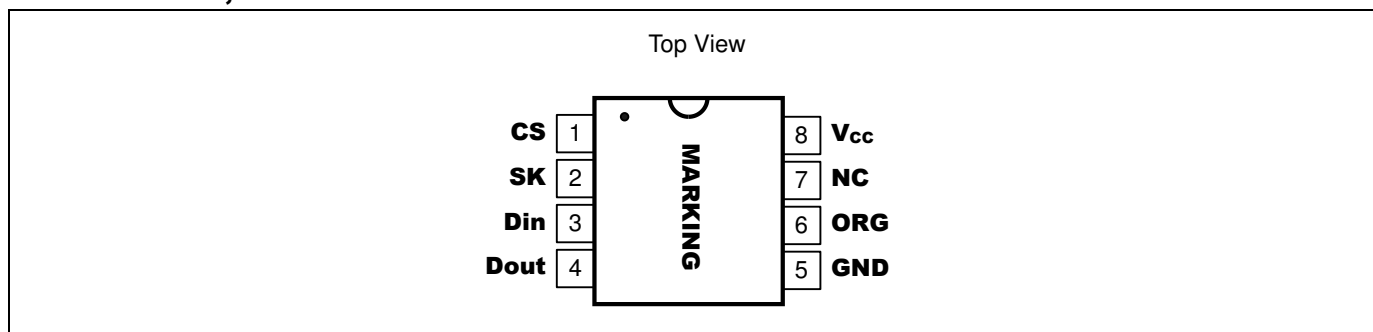 Top View
CS 1
SK 2
Din 3
Dout 4
MARKING
8 Vcc
7 NC
6 ORG
5 GND